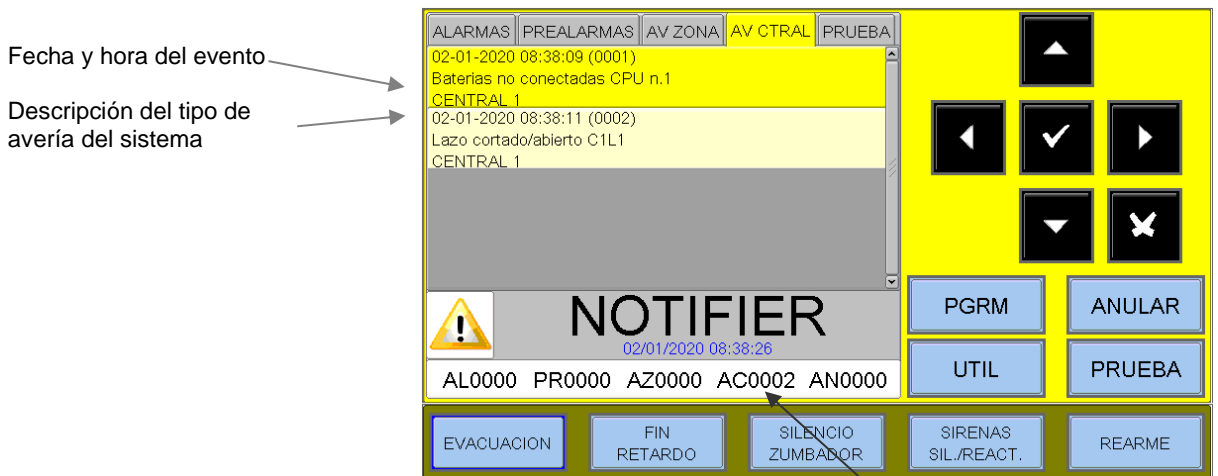 Fecha y hora del evento
Descripción del tipo de
avería del sistema
ALARMAS PREALARMAS AV ZONA AV CTRAL PRUEBA
02-01-2020 08:38:09 (0001)
Baterias no conectadas CPU n.1
CENTRAL 1
02-01-2020 08:38:11 (0002)
Lazo cortado/abierto C1L1
CENTRAL 1
NOTIFIER
02/01/2020 08:38:26
AL0000 PR0000 AZ0000 AC0002 AN0000
PGRM ANULAR
UTIL PRUEBA
EVACUACION
FIN
RETARDO
SILENCIO
ZUMBADOR
SIRENAS
SIL./REACT.
REARME